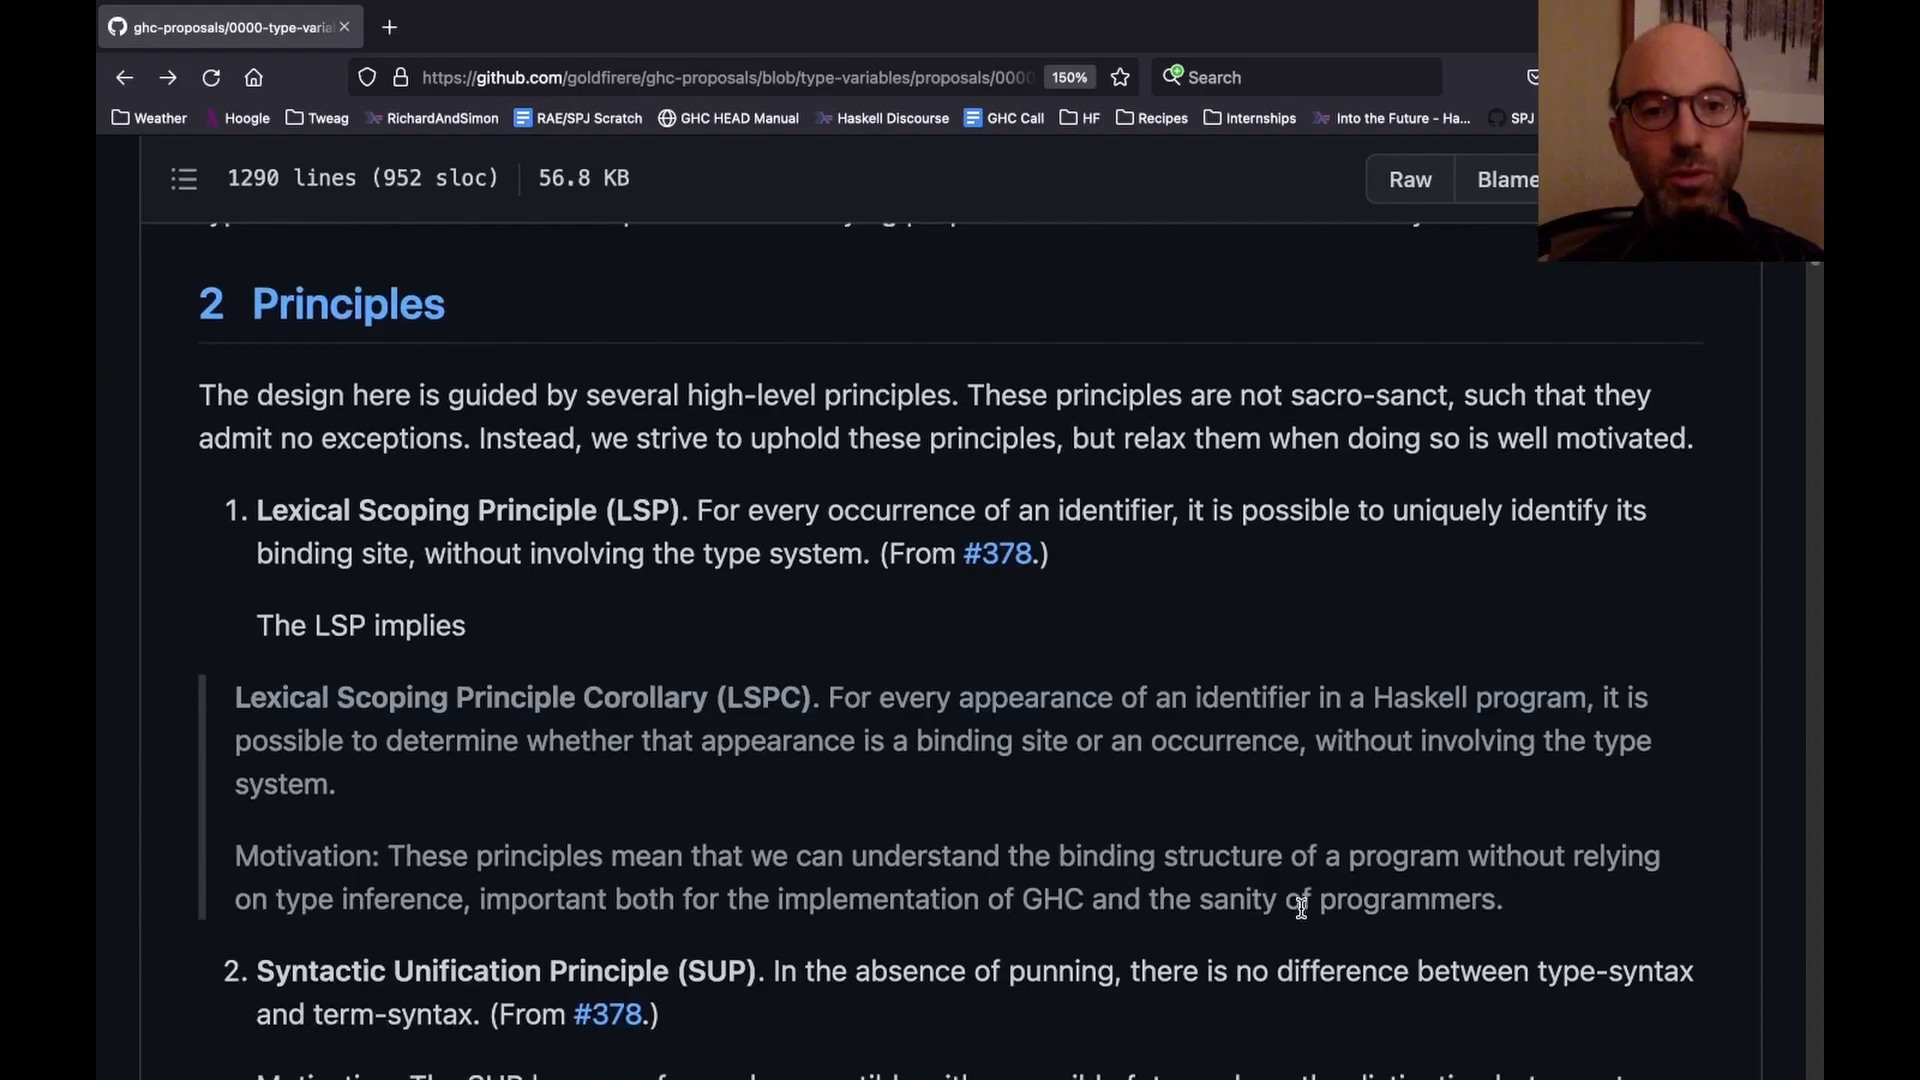 ghc-proposals/0000-type-varia
https://github.com/goldfirere/ghc-proposals/blob/type-variables/proposals/0000
150%
Search
Weather
Hoogle
Tweag
RichardAndSimon
RAE/SPJ Scratch
GHC HEAD Manual
Haskell Discourse
GHC Call
HF
Recipes
Internships
Into the Future - Ha...
SPJ
1290 lines (952 sloc)
56.8 KB
Raw
Blame
2 Principles
The design here is guided by several high-level principles. These principles are not sacro-sanct, such that they
admit no exceptions. Instead, we strive to uphold these principles, but relax them when doing so is well motivated.
1. Lexical Scoping Principle (LSP). For every occurrence of an identifier, it is possible to uniquely identify its
binding site, without involving the type system. (From #378.)
The LSP implies
Lexical Scoping Principle Corollary (LSPC). For every appearance of an identifier in a Haskell program, it is
possible to determine whether that appearance is a binding site or an occurrence, without involving the type
system.
Motivation: These principles mean that we can understand the binding structure of a program without relying
on type inference, important both for the implementation of GHC and the sanity of programmers.
2. Syntactic Unification Principle (SUP). In the absence of punning, there is no difference between type-syntax
and term-syntax. (From #378.)